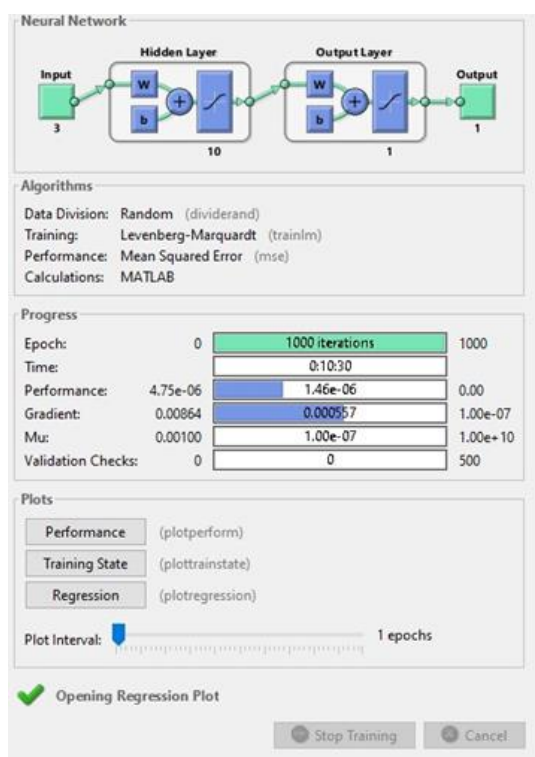 Neural Network
Hidden Layer
Output Layer
Input
Output
W
W
b
b
3
10
1
1
Algorithms
Data Division: Random (dividerand)
Training: Levenberg-Marquardt (trainlm)
Performance: Mean Squared Error (mse)
Calculations: MATLAB
Progress
Epoch: 0 1000 iterations 1000
Time: 0:10:30
Performance: 4.75e-06 1.46e-06 0.00
Gradient: 0.00864 0.000557 1.00e-07
Mu: 0.00100 1.00e-07 1.00e+10
Validation Checks: 0 0 500
Plots
Performance (plotperform)
Training State (plottrainstate)
Regression (plotregression)
Plot Interval: 1 epochs
Opening Regression Plot
Stop Training Cancel